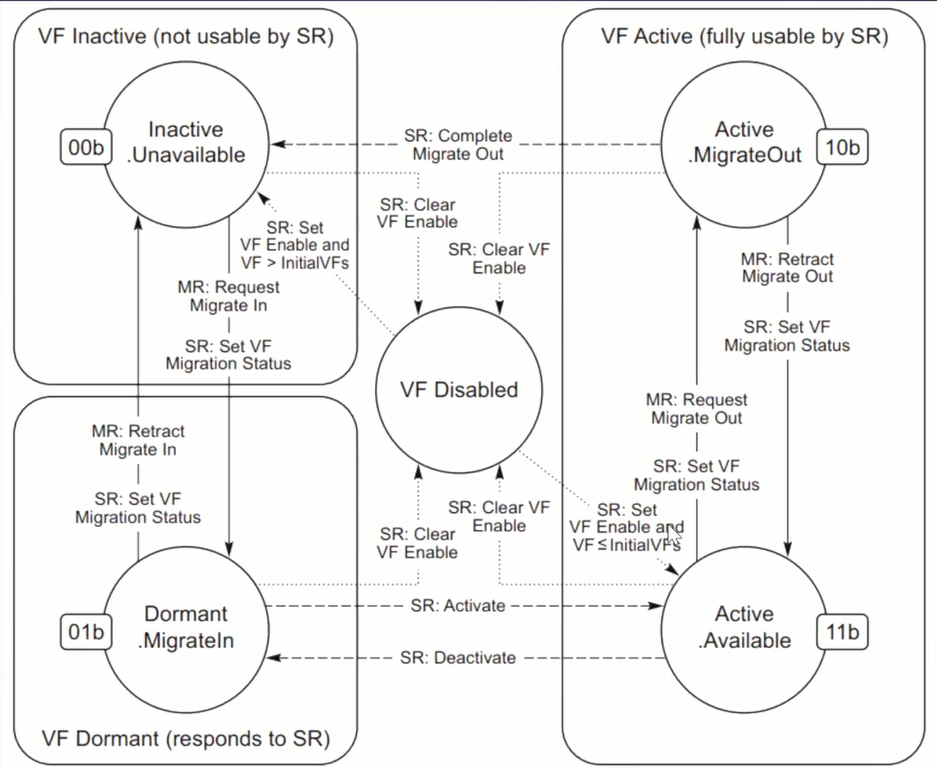 VF Inactive (not usable by SR)
VF Active (fully usable by SR)
Inactive
.Unavailable
00b
SR: Complete
Migrate Out
Active
.MigrateOut
10b
SR: Clear
VF Enable
SR: Set
VF Enable and
VF > InitialVFs
SR: Clear VF
Enable
MR: Request
Migrate In
SR: Set VF
Migration Status
MR: Retract
Migrate Out
SR: Set VF
Migration Status
VF Disabled
MR: Retract
Migrate In
SR: Set VF
Migration Status
MR: Request
Migrate Out
SR: Set VF
Migration Status
SR: Clear
VF Enable
SR: Clear VF
Enable
SR: Set
VF Enable and
VF ≤ InitialVFs
Dormant
.MigrateIn
01b
SR: Activate
SR: Deactivate
Active
.Available
11b
VF Dormant (responds to SR)